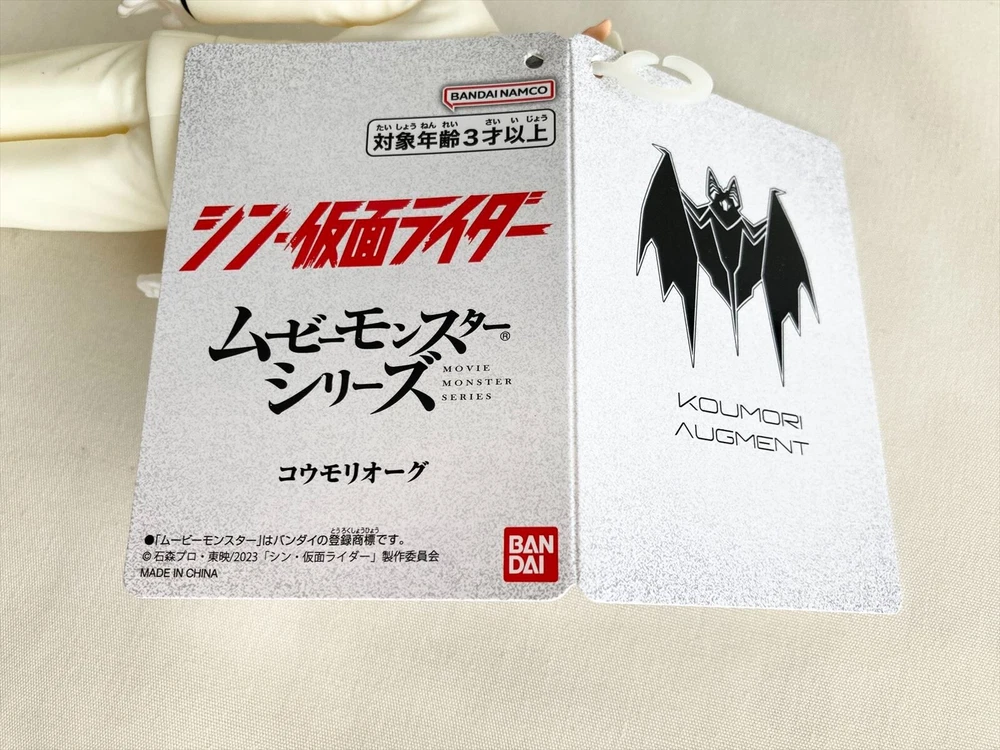 BANDAI NAMCO
たいしょうねんれい さいいじょう
対象年齢3才以上
シン・仮面ライダー
ムービーモンスター®
シリーズ
MOVIE
MONSTER
SERIES
コウモリオーグ
とうろくしょうひょう
●「ムービーモンスター」はバンダイの登録商標です。
©石森プロ・東映/2023「シン・仮面ライダー」製作委員会
MADE IN CHINA
BAN
DAI
KOUMORI
AUGMENT